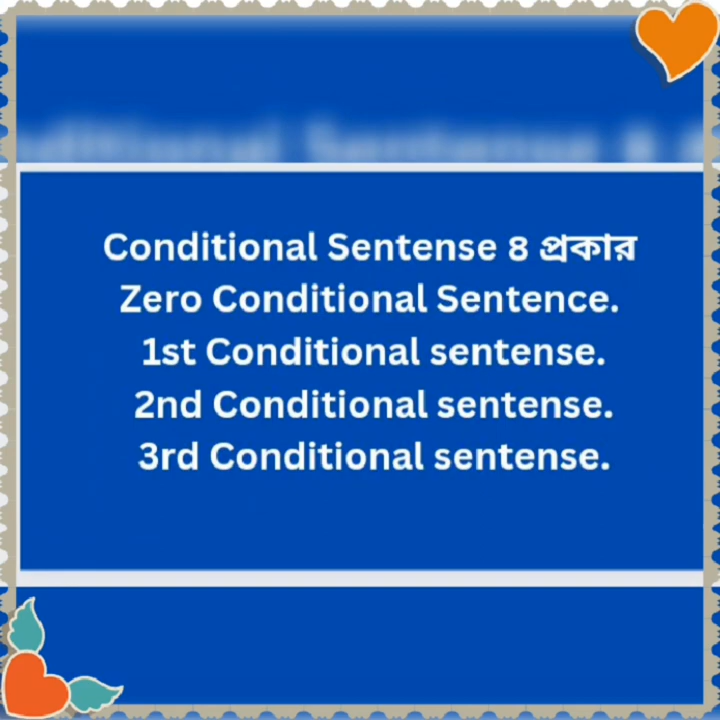 Conditional Sentense ৪ প্রকার
Zero Conditional Sentence.
1st Conditional sentense.
2nd Conditional sentense.
3rd Conditional sentense.